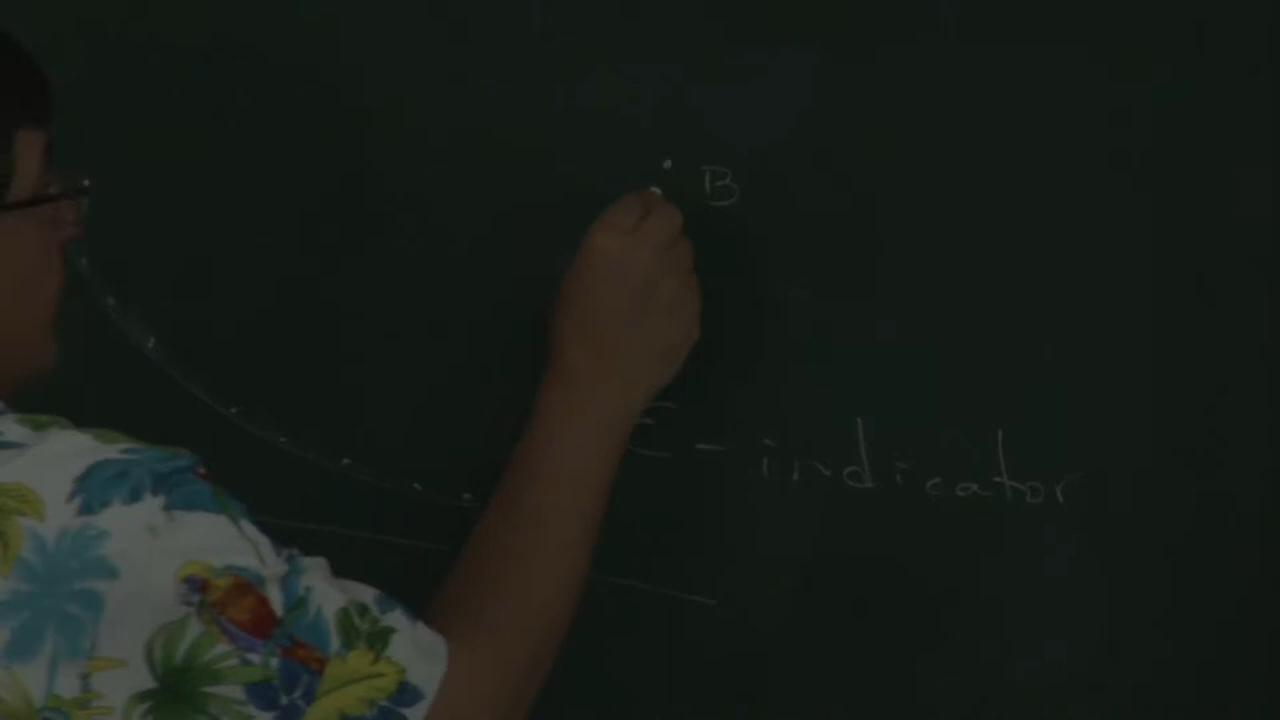 B
ε - indicator